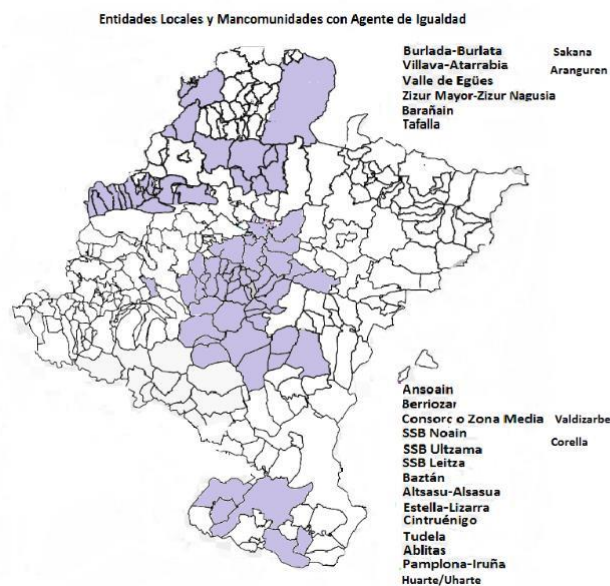 Entidades Locales y Mancomunidades con Agente de Igualdad
Burlada-Burlata
Sakana
Villava-Atarrabia
Aranguren
Valle de Egües
Zizur Mayor-Zizur Nagusia
Barañain
Tafalla
Ansoain
Berriozar
Consorc o Zona Media
Valdizarbe
SSB Noain
Corella
SSB Ultzama
SSB Leitza
Baztán
Altsasu-Alsasua
Estella-Lizarra
Cintruénigo
Tudela
Ablitas
Pamplona-Iruña
Huarte/Uharte